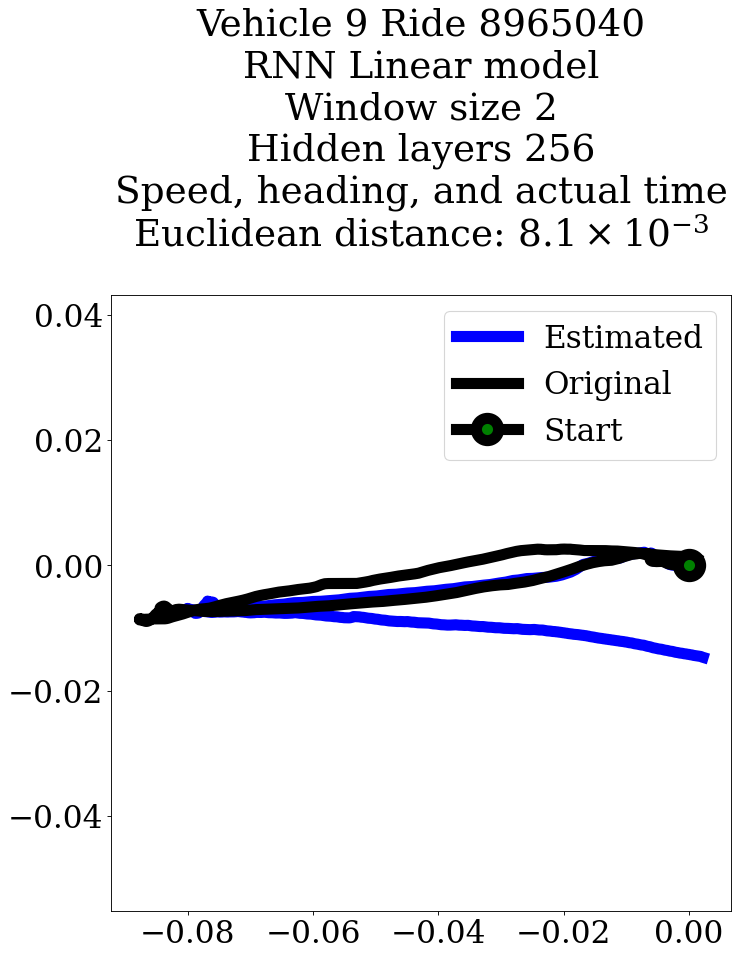 Vehicle 9 Ride 8965040
RNN Linear model
Window size 2
Hidden layers 256
Speed, heading, and actual time
Euclidean distance: 8.1 × 10⁻³
Estimated
Original
Start
0.04
0.02
0.00
−0.02
−0.04
−0.08 −0.06 −0.04 −0.02 0.00